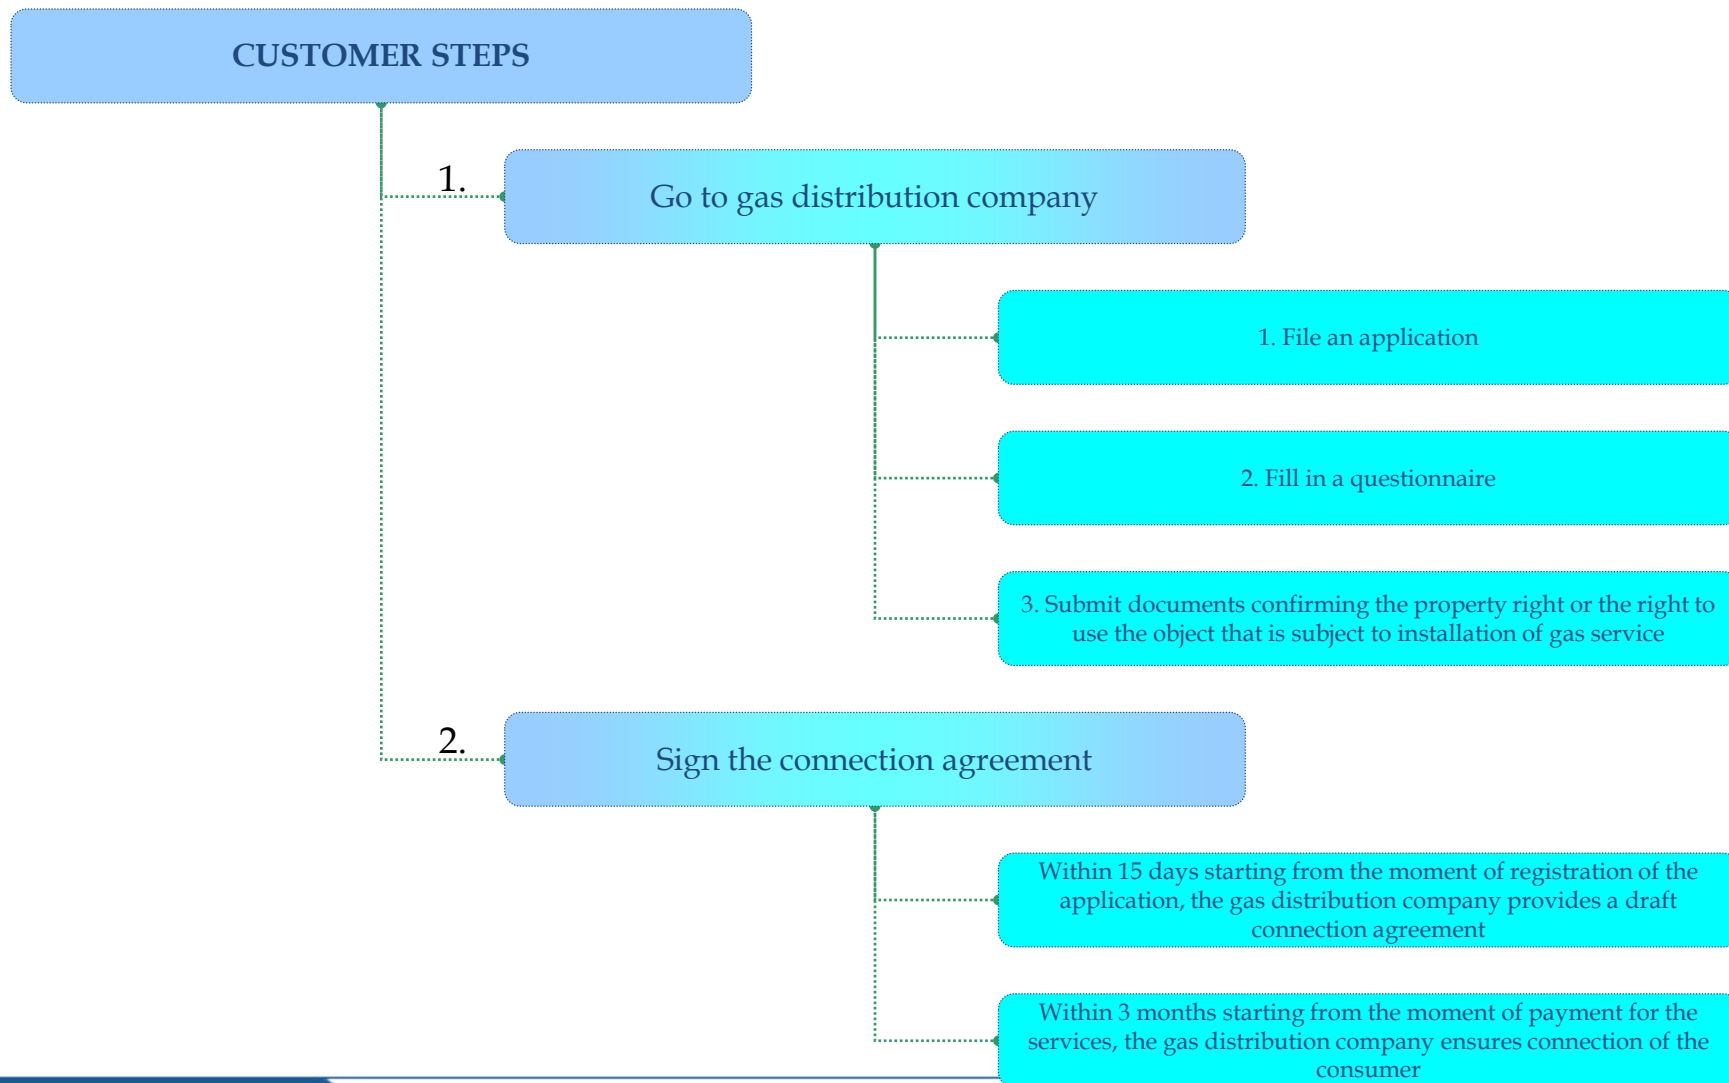 CUSTOMER STEPS
1.
Go to gas distribution company
1. File an application
2. Fill in a questionnaire
3. Submit documents confirming the property right or the right to
use the object that is subject to installation of gas service
2.
Sign the connection agreement
Within 15 days starting from the moment of registration of the
application, the gas distribution company provides a draft
connection agreement
Within 3 months starting from the moment of payment for the
services, the gas distribution company ensures connection of the
consumer